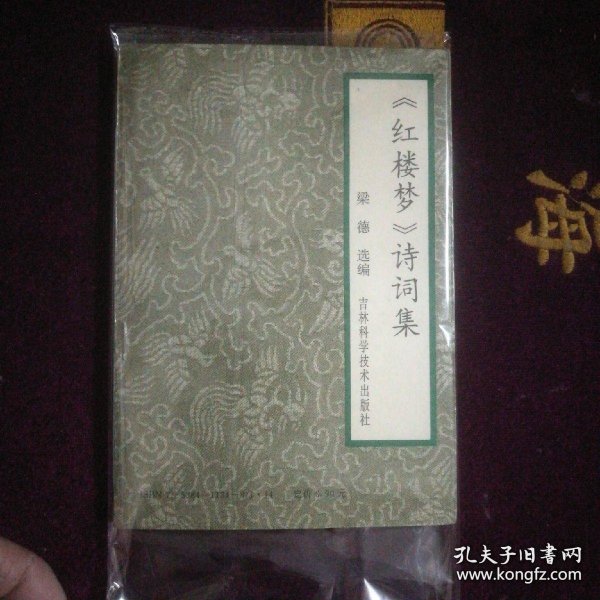 《红楼梦》诗词集
梁德 选编
吉林科学技术出版社
海
孔夫子旧书网
www.kongfz.com